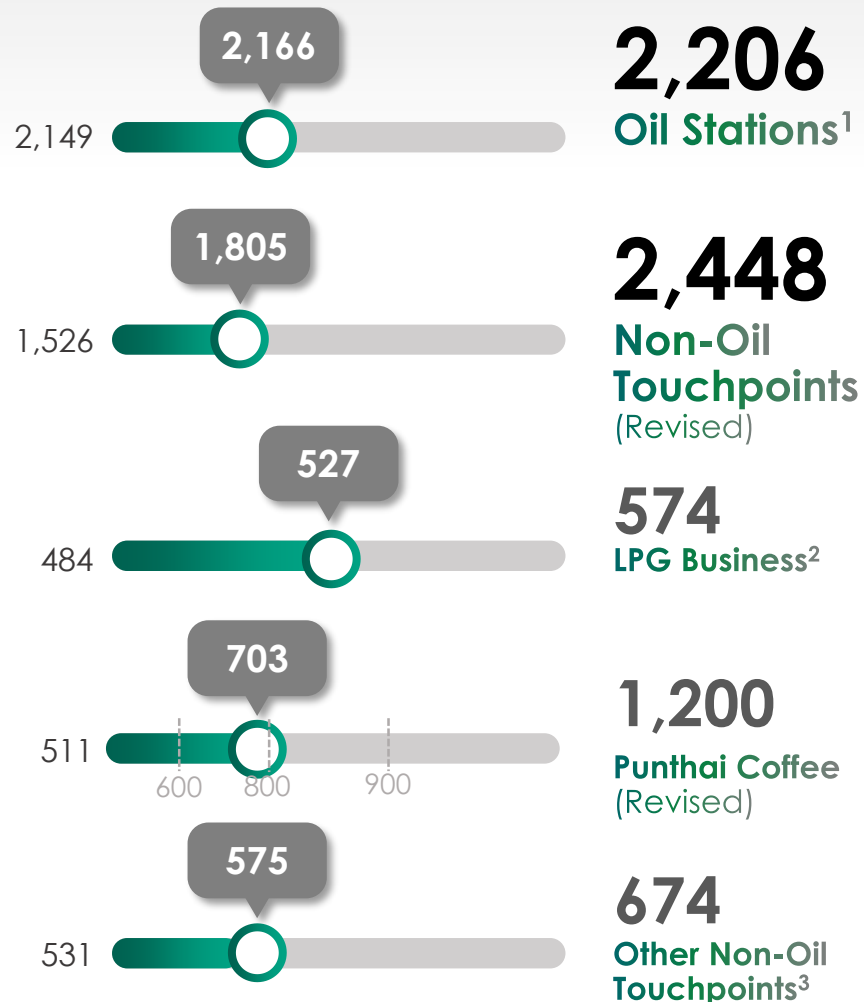 2,166
2,149
2,206
Oil Stations1
1,805
1,526
2,448
Non-Oil
Touchpoints
(Revised)
527
484
574
LPG Business2
703
511
600
800
900
1,200
Punthai Coffee
(Revised)
575
531
674
Other Non-Oil
Touchpoints3